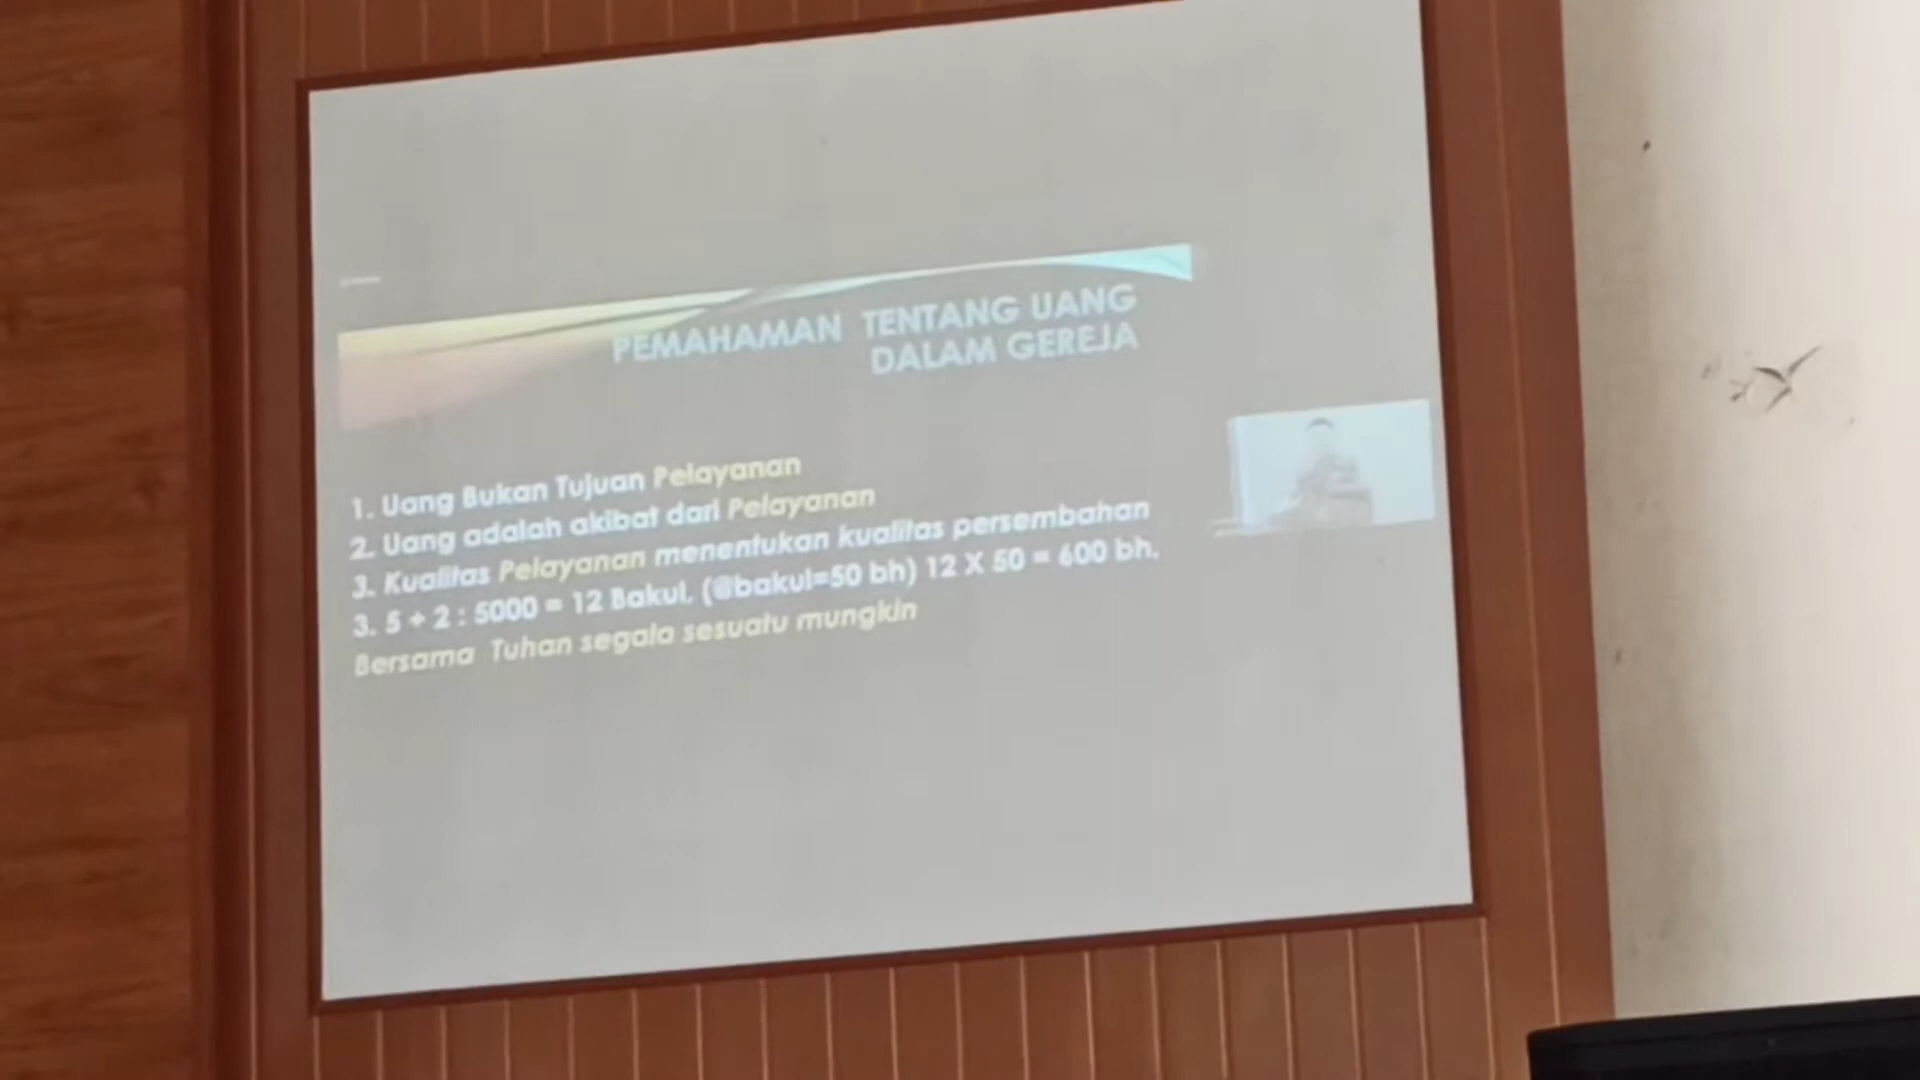 PEMAHAMAN TENTANG UANG
DALAM GEREJA
1. Uang Bukan Tujuan Pelayanan
2. Uang adalah akibat dari Pelayanan
3. Kualitas Pelayanan menentukan kualitas persembahan
3. 5 + 2 : 5000 = 12 Bakul, (@bakul=50 bh) 12 X 50 = 600 bh.
Bersama Tuhan segala sesuatu mungkin